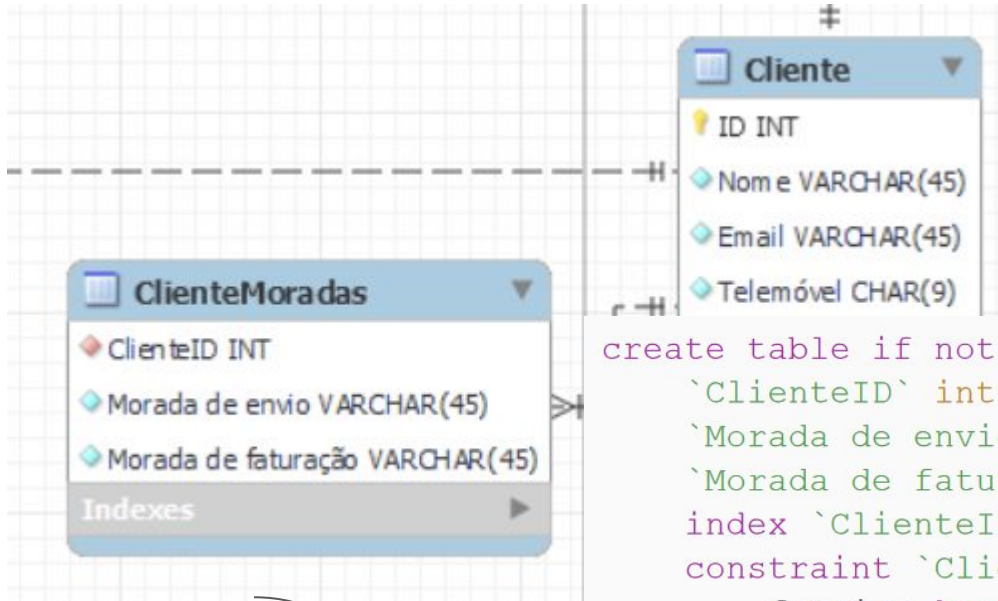 Cliente
ID INT
Nome VARCHAR(45)
Email VARCHAR(45)
Telemóvel CHAR(9)
ClienteMoradas
ClienteID INT
Morada de envio VARCHAR(45)
Morada de faturação VARCHAR(45)
Indexes
create table if not
`ClienteID` int
`Morada de envi
`Morada de fatu
index `ClienteI
constraint `Clie